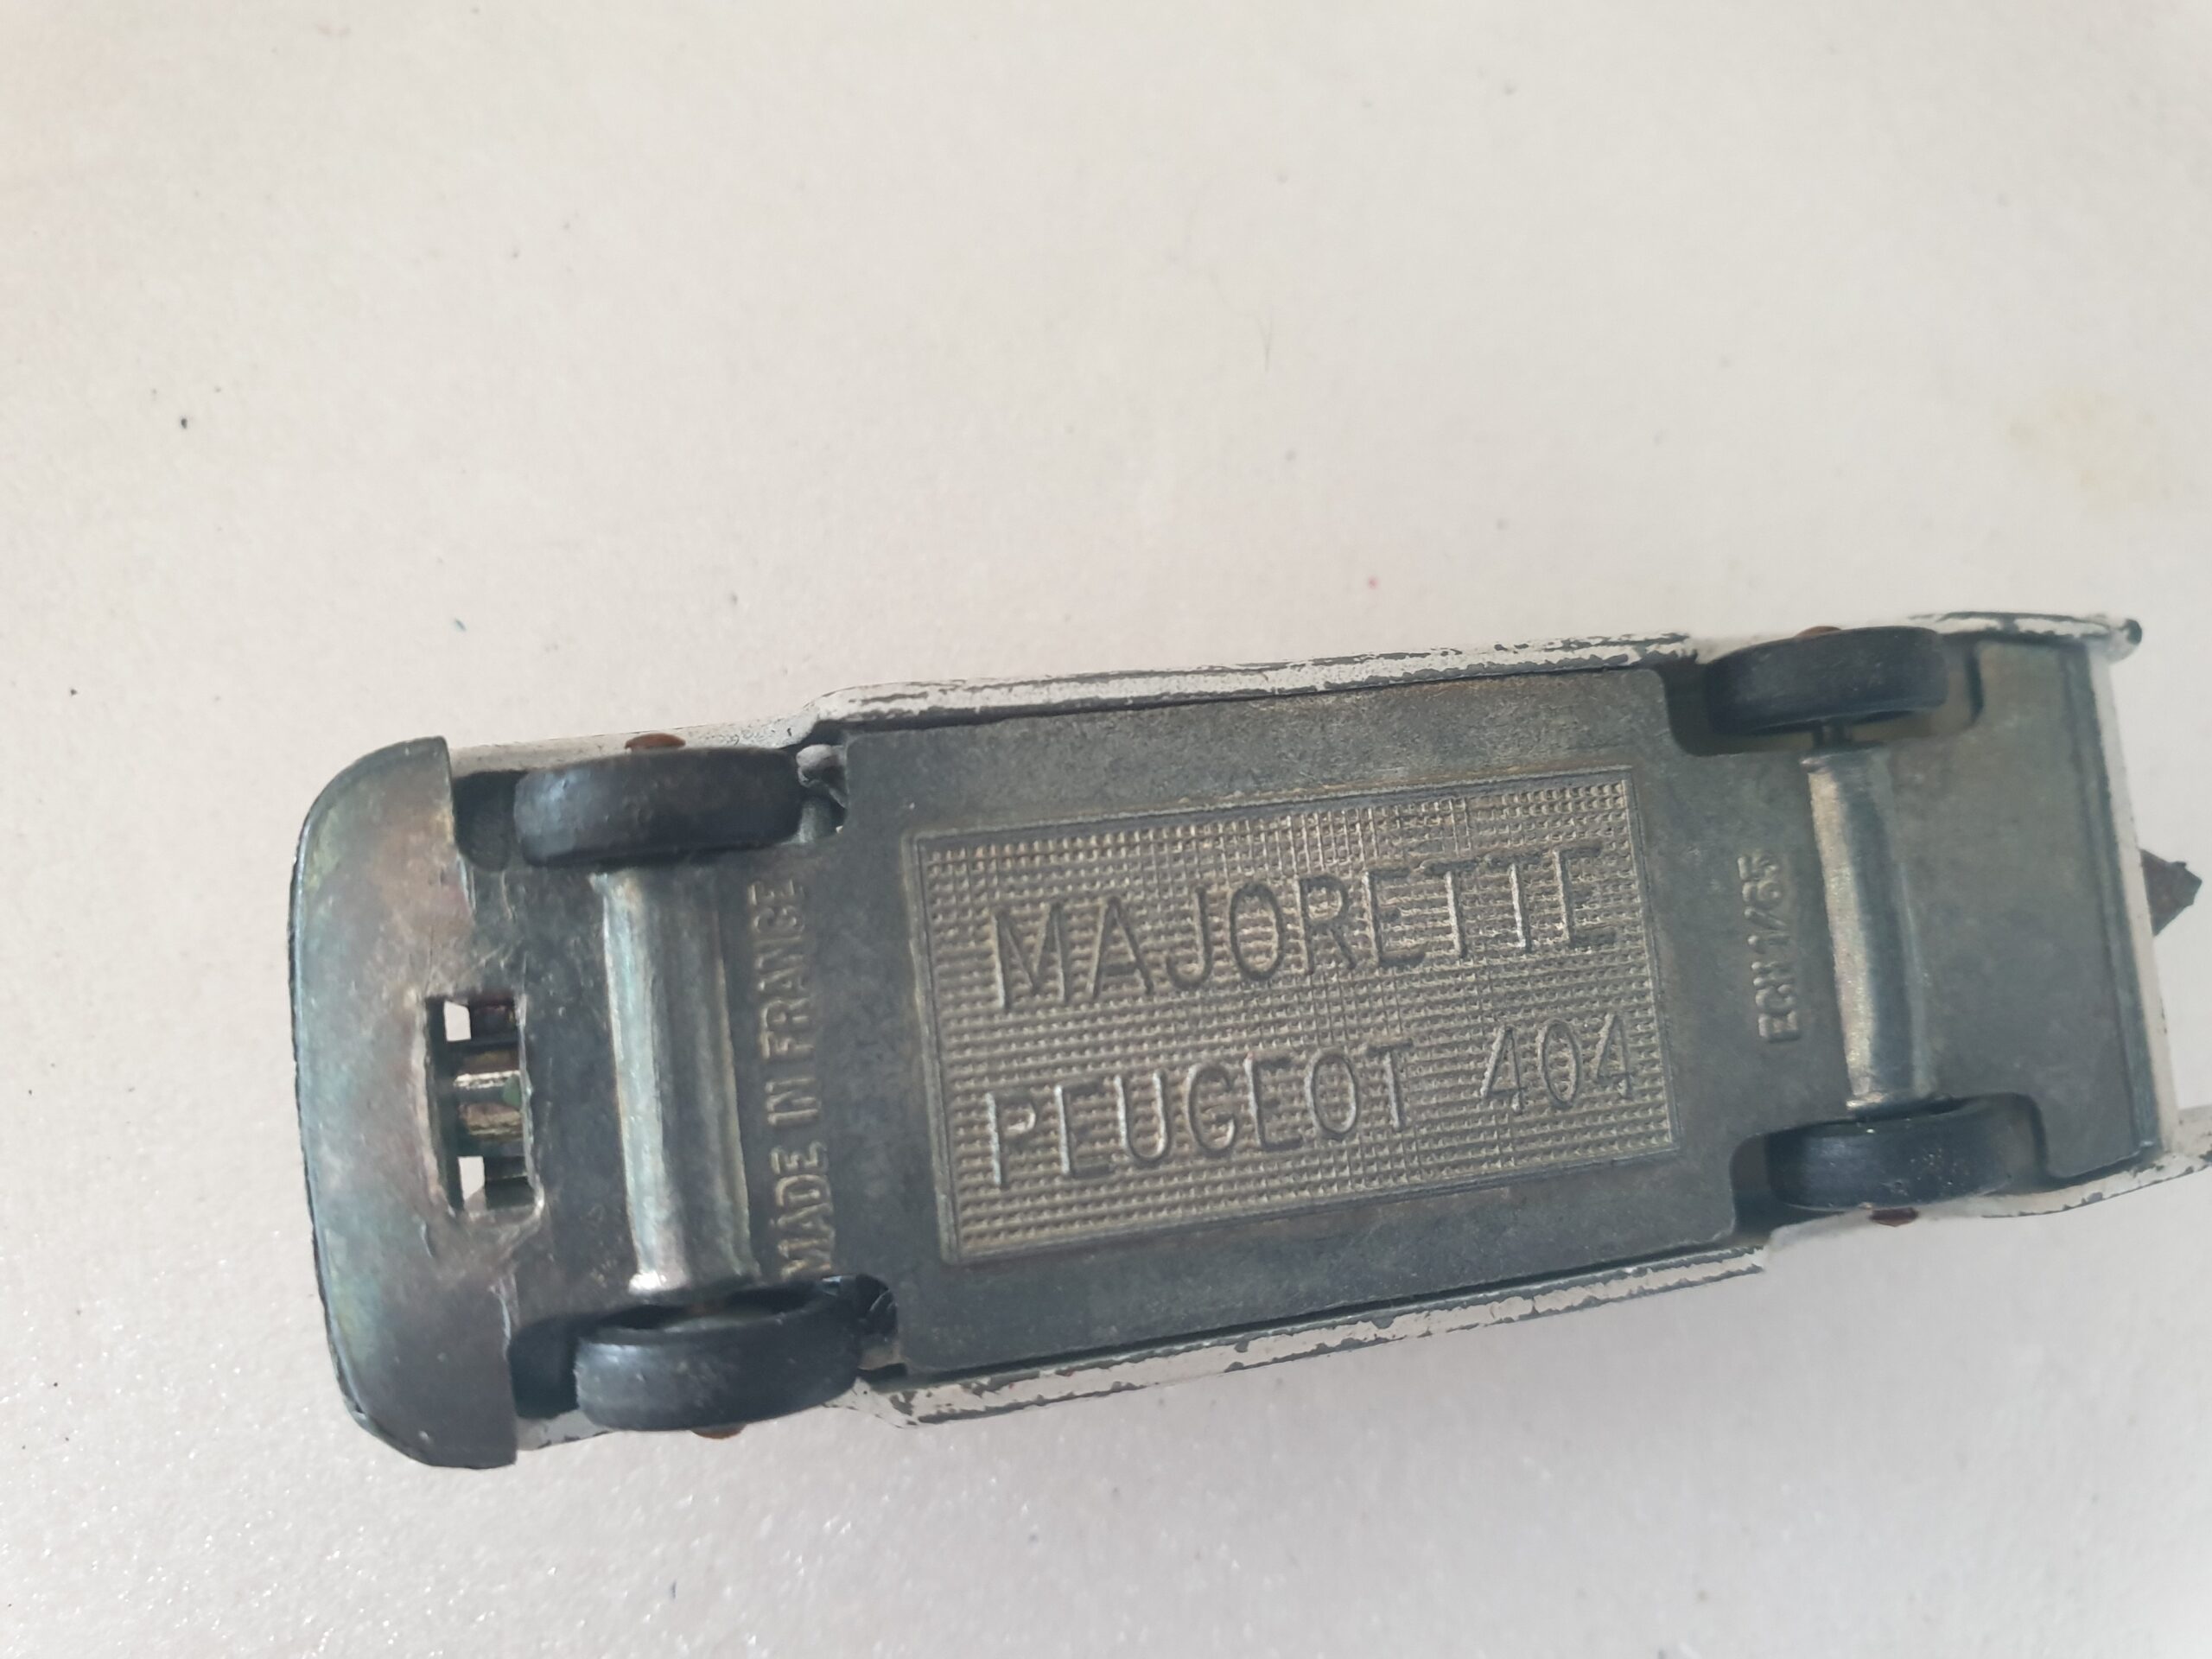 MAJORETTE
PEUGEOT 404
MADE IN FRANCE
ECH 1/65